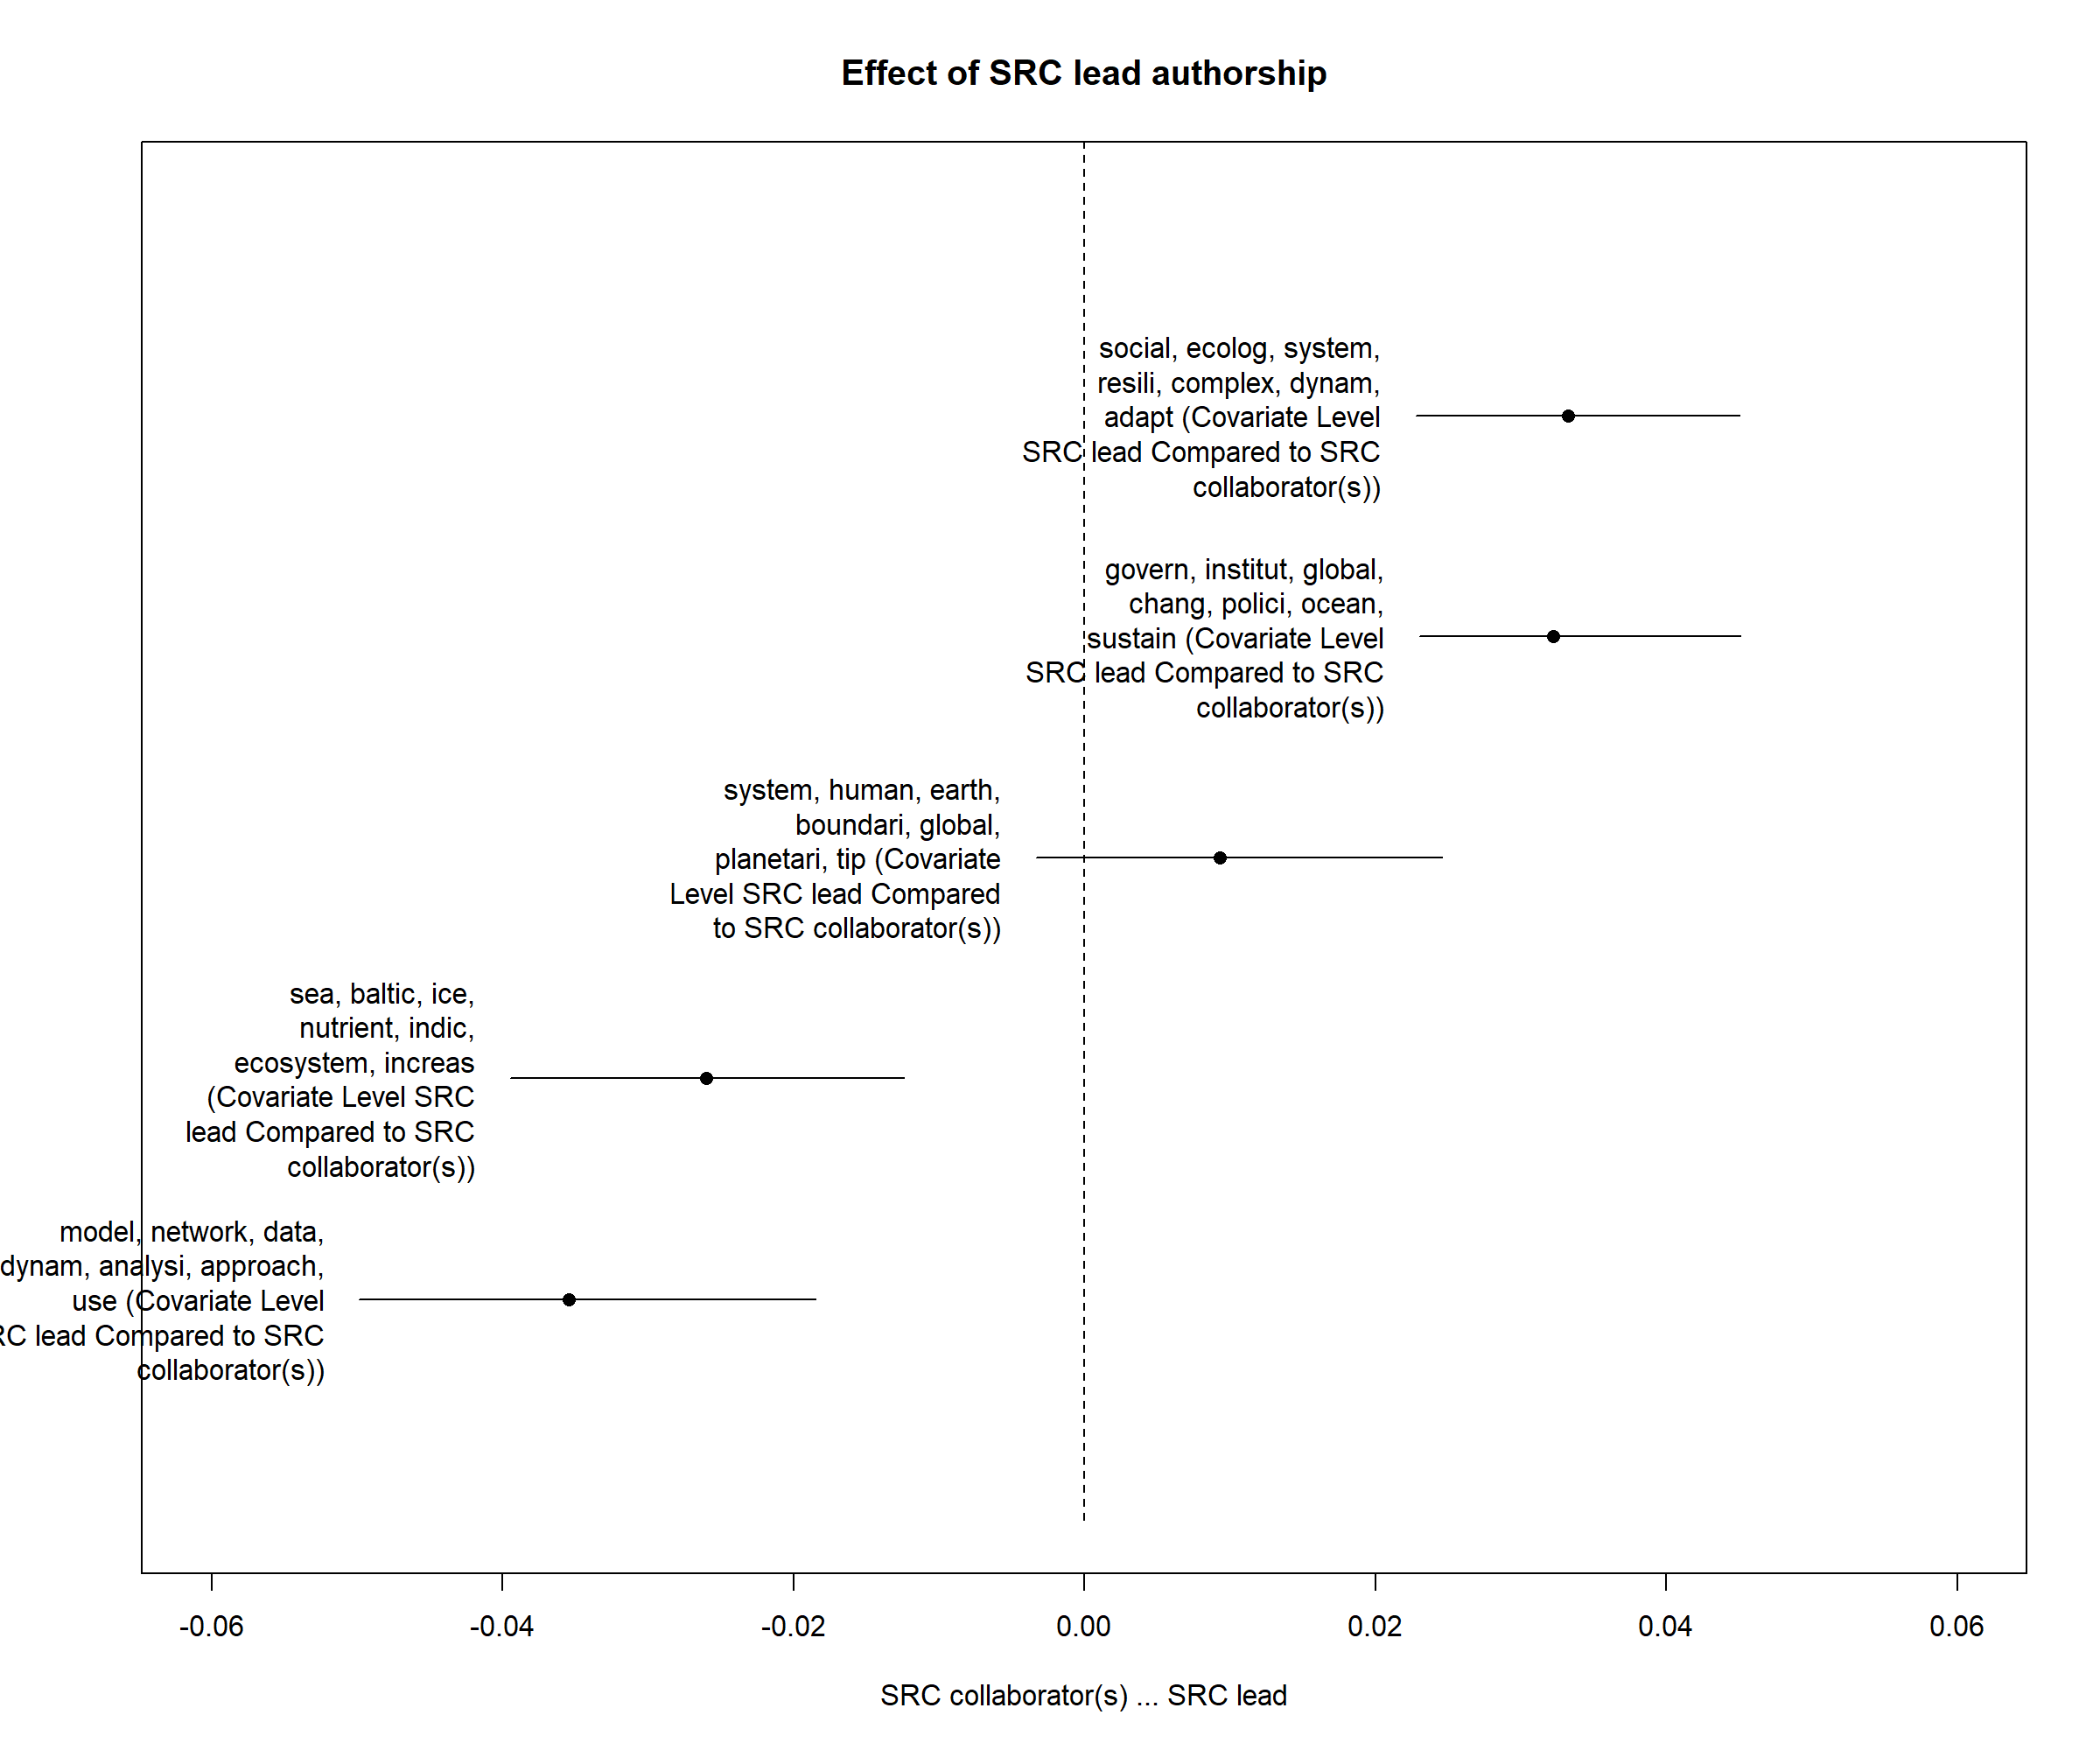 Effect of SRC lead authorship
social, ecolog, system,
resili, complex, dynam,
adapt (Covariate Level
SRC lead Compared to SRC
collaborator(s))
govern, institut, global,
chang, polici, ocean,
sustain (Covariate Level
SRC lead Compared to SRC
collaborator(s))
system, human, earth,
boundari, global,
planetari, tip (Covariate
Level SRC lead Compared
to SRC collaborator(s))
sea, baltic, ice,
nutrient, indic,
ecosystem, increas
(Covariate Level SRC
lead Compared to SRC
collaborator(s))
model, network, data,
dynam, analysi, approach,
use (Covariate Level
RC lead Compared to SRC
collaborator(s))
-0.06 -0.04 -0.02 0.00 0.02 0.04 0.06
SRC collaborator(s) ... SRC lead